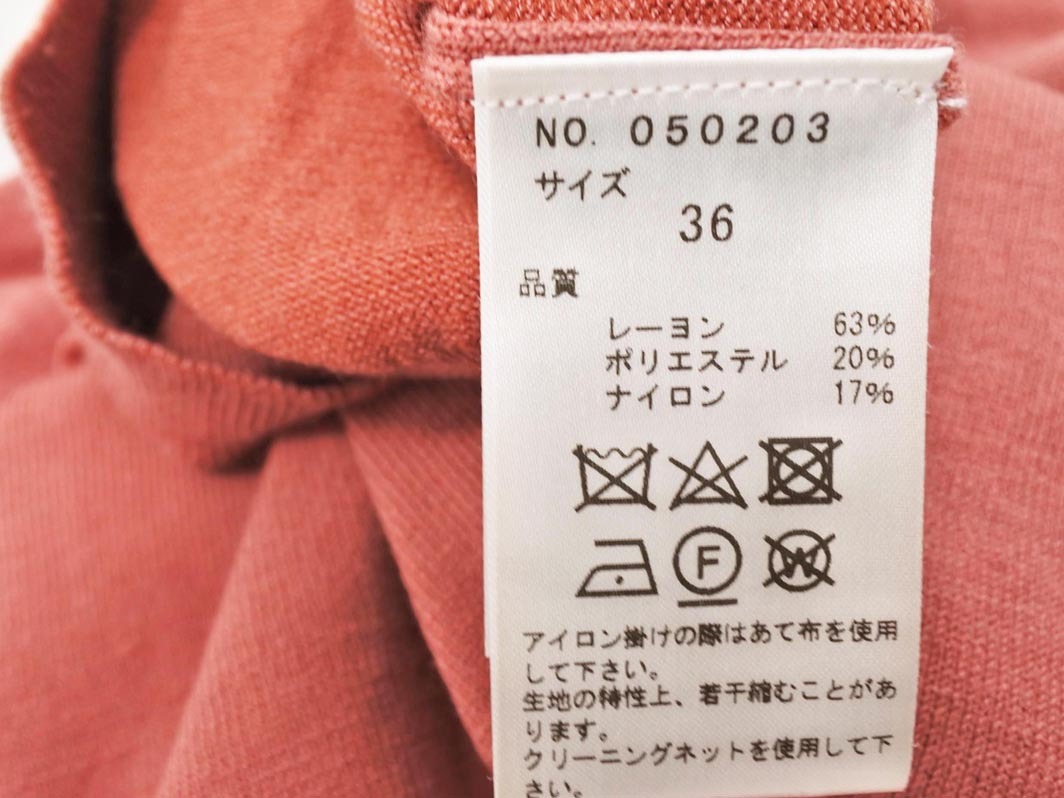 NO. 050203
サイズ
36
品質
レーヨン 63%
ポリエステル 20%
ナイロン 17%
F W
アイロン掛けの際はあて布を使用
して下さい。
生地の特性上、若干縮むことがあ
ります。
クリーニングネットを使用して下
さい。